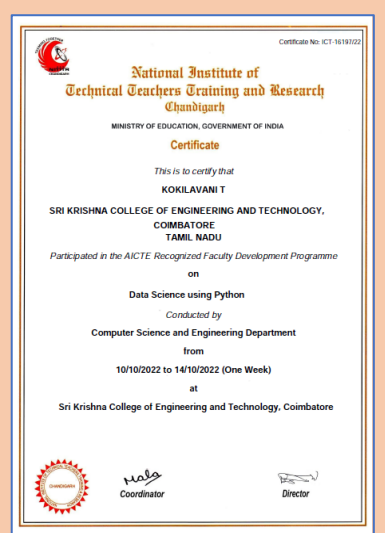 Certificate No: ICT-16197/22
National Institute of
Technical Teachers Training and Research
Chandigarh
MINISTRY OF EDUCATION, GOVERNMENT OF INDIA
Certificate
This is to certify that
KOKILAVANI T
SRI KRISHNA COLLEGE OF ENGINEERING AND TECHNOLOGY,
COIMBATORE
TAMIL NADU
Participated in the AICTE Recognized Faculty Development Programme
on
Data Science using Python
Conducted by
Computer Science and Engineering Department
from
10/10/2022 to 14/10/2022 (One Week)
at
Sri Krishna College of Engineering and Technology, Coimbatore
CHANDIGARH
Mala
Coordinator
Director